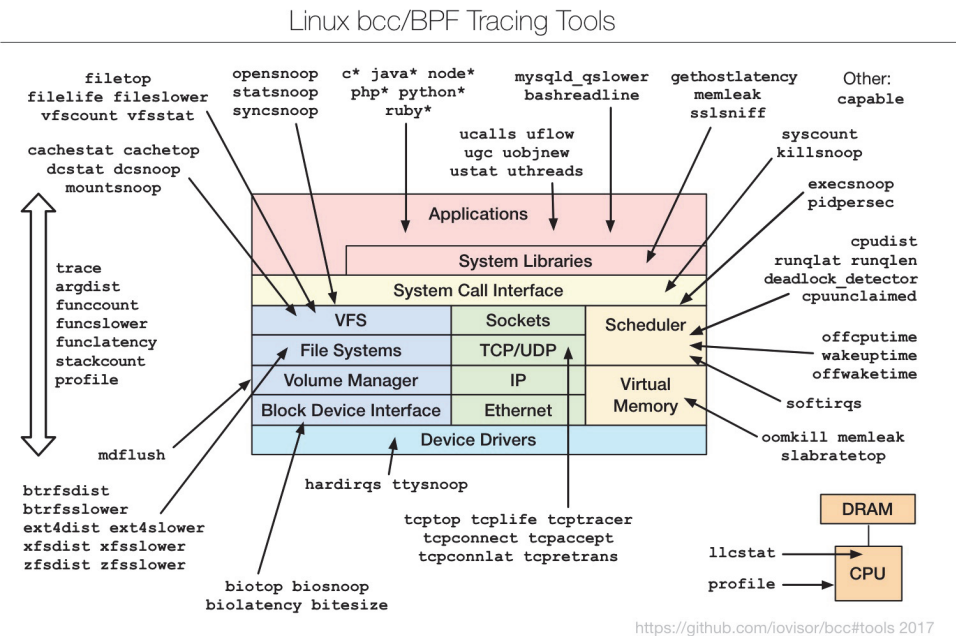 Linux bcc/BPF Tracing Tools
filetop
filelife fileslower
vfscount vfsstat
opensnoop
statsnoop
syncsnoop
c* java* node*
php* python*
ruby*
mysqld_qslower
bashreadline
gethostlatency
memleak
sslsniff
Other:
capable
ucalls uflow
ugc uobjnew
ustat uthreads
syscount
killsnoop
cachestat cachetop
dcstat dcsnoop
mountsnoop
execsnoop
pidpersec
Applications
System Libraries
System Call Interface
VFS
Sockets
Scheduler
File Systems
TCP/UDP
Volume Manager
IP
Virtual
Memory
Block Device Interface
Ethernet
Device Drivers
trace
argdist
funccount
funcslower
funclatency
stackcount
profile
cpudist
runqlat runqlen
deadlock_detector
cpuunclaimed
offcputime
wakeuptime
offwaketime
softirqs
oomkill memleak
slabratetop
mdflush
hardirqs ttysnoop
btrfsdist
btrfsslower
ext4dist ext4slower
xfsdist xfsslower
zfsdist zfsslower
tcptop tcplife tcptracer
tcpconnect tcpaccept
tcpconnlat tcpretrans
biotop biosnoop
biolatency bitesize
DRAM
llcstat
CPU
profile
https://github.com/iovisor/bcc#tools 2017